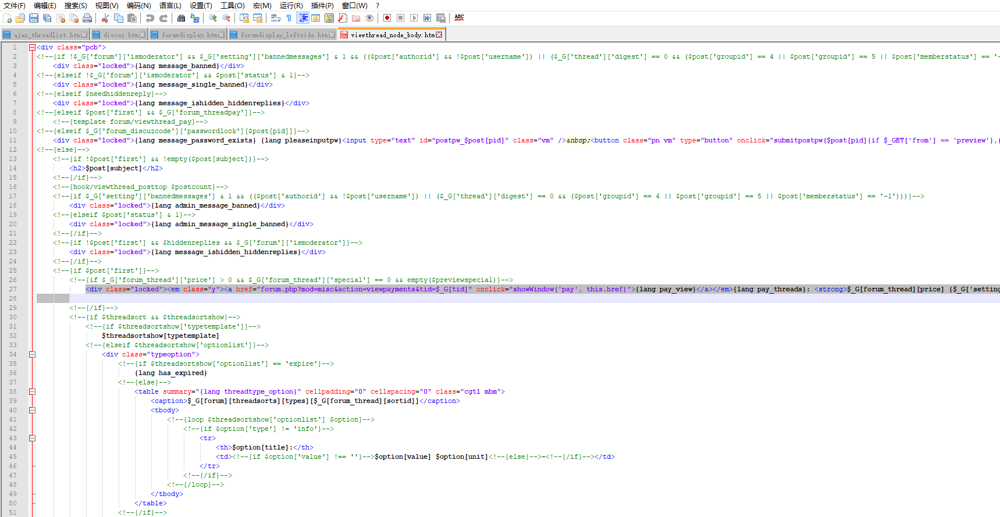 文件(F) 编辑(E) 搜索(S) 视图(V) 编码(N) 语言(L) 设置(T) 工具(O) 宏(M) 运行(R) 插件(P) 窗口(W) ?
ABC
ajax_threadlist.htm discuz.htm forumdisplay.htm forumdisplay_leftside.htm viewthread_node_body.htm
1 <div class="pcb">
2 <!--{if !$_G['forum']['ismoderator'] && $_G['setting']['bannedmessages'] & 1 && (($post['authorid'] && !$post['username']) || ($_G['thread']['digest'] == 0 && ($post['groupid'] == 4 || $post['groupid'] == 5 || $post['memberstatus'] == '-
3 <div class="locked">{lang message_banned}</div>
4 <!--{elseif !$_G['forum']['ismoderator'] && $post['status'] & 1}-->
5 <div class="locked">{lang message_single_banned}</div>
6 <!--{elseif $needhiddenreply}-->
7 <div class="locked">{lang message_ishidden_hiddenreplies}</div>
8 <!--{elseif $post['first'] && $_G['forum_threadpay']}-->
9 <!--{template forum/viewthread_pay}-->
10 <!--{elseif $_G['forum_discuzcode']['passwordlock'][$post[pid]]}-->
11 <div class="locked">{lang message_password_exists} {lang pleaseinputpw}<input type="text" id="postpw_$post[pid]" class="vm" />&nbsp;<button class="pn vm" type="button" onclick="submitpostpw($post[pid]{if $_GET['from'] == 'preview'},{
12 <!--{else}-->
13 <!--{if !$post['first'] && !empty($post[subject])}-->
14 <h2>$post[subject]</h2>
15 <!--{/if}-->
16 <!--{hook/viewthread_posttop $postcount}-->
17 <!--{if $_G['setting']['bannedmessages'] & 1 && (($post['authorid'] && !$post['username']) || ($_G['thread']['digest'] == 0 && ($post['groupid'] == 4 || $post['groupid'] == 5 || $post['memberstatus'] == '-1')))}-->
18 <div class="locked">{lang admin_message_banned}</div>
19 <!--{elseif $post['status'] & 1}-->
20 <div class="locked">{lang admin_message_single_banned}</div>
21 <!--{/if}-->
22 <!--{if !$post['first'] && $hiddenreplies && $_G['forum']['ismoderator']}-->
23 <div class="locked">{lang message_ishidden_hiddenreplies}</div>
24 <!--{/if}-->
25 <!--{if $post['first']}-->
26 <!--{if $_G['forum_thread']['price'] > 0 && $_G['forum_thread']['special'] == 0 && empty($previewspecial)}-->
27 <div class="locked"><em class="y"><a href="forum.php?mod=misc&action=viewpayments&tid=$_G[tid]" onclick="showWindow('pay', this.href)">{lang pay_view}</a></em>{lang pay_threads}: <strong>$_G[forum_thread][price] {$_G['setting
28
29 <!--{/if}-->
30 <!--{if $threadsort && $threadsortshow}-->
31 <!--{if $threadsortshow['typetemplate']}-->
32 $threadsortshow[typetemplate]
33 <!--{elseif $threadsortshow['optionlist']}-->
34 <div class="typeoption">
35 <!--{if $threadsortshow['optionlist'] == 'expire'}-->
36 {lang has_expired}
37 <!--{else}-->
38 <table summary="{lang threadtype_option}" cellpadding="0" cellspacing="0" class="cgtl mbm">
39 <caption>$_G[forum][threadsorts][types][$_G[forum_thread][sortid]]</caption>
40 <tbody>
41 <!--{loop $threadsortshow['optionlist'] $option}-->
42 <!--{if $option['type'] != 'info'}-->
43 <tr>
44 <th>$option[title]:</th>
45 <td><!--{if $option['value'] !== ''}-->$option[value] $option[unit]<!--{else}-->-<!--{/if}--></td>
46 </tr>
47 <!--{/if}-->
48 <!--{/loop}-->
49 </tbody>
50 </table>
51 <!--{/if}-->